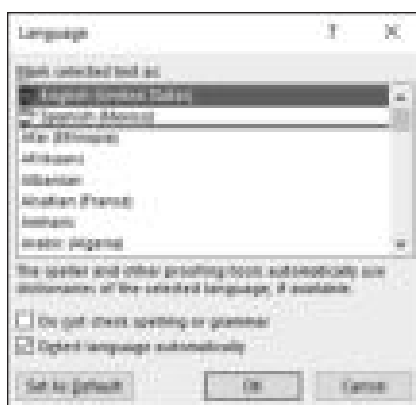 Language ? X
Mark selected text as:
English (United States)
Spanish (Mexico)
Afar (Ethiopia)
Afrikaans
Albanian
Alsatian (France)
Amharic
Arabic (Algeria)
The speller and other proofing tools automatically use
dictionaries of the selected language, if available.
Do not check spelling or grammar
Detect language automatically
Set As Default OK Cancel